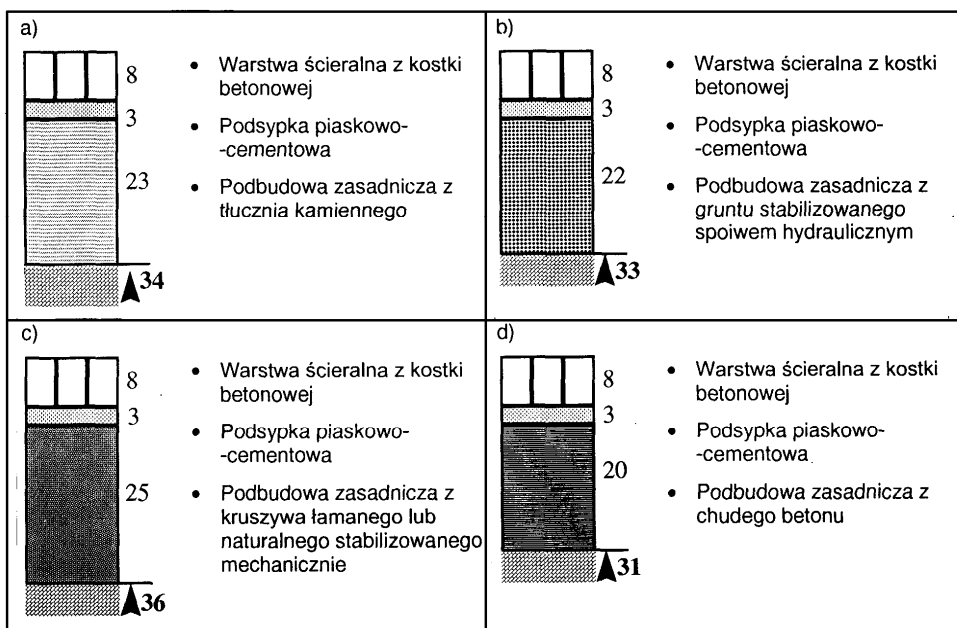 a)
8
3
23
34
• Warstwa ścieralna z kostki
betonowej
• Podsypka piaskowo-
-cementowa
• Podbudowa zasadnicza z
tłucznia kamiennego
b)
8
3
22
33
• Warstwa ścieralna z kostki
betonowej
• Podsypka piaskowo-
-cementowa
• Podbudowa zasadnicza z
gruntu stabilizowanego
spoiwem hydraulicznym
c)
8
3
25
36
• Warstwa ścieralna z kostki
betonowej
• Podsypka piaskowo-
-cementowa
• Podbudowa zasadnicza z
kruszywa łamanego lub
naturalnego stabilizowanego
mechanicznie
d)
8
3
20
31
• Warstwa ścieralna z kostki
betonowej
• Podsypka piaskowo-
-cementowa
• Podbudowa zasadnicza z
chudego betonu